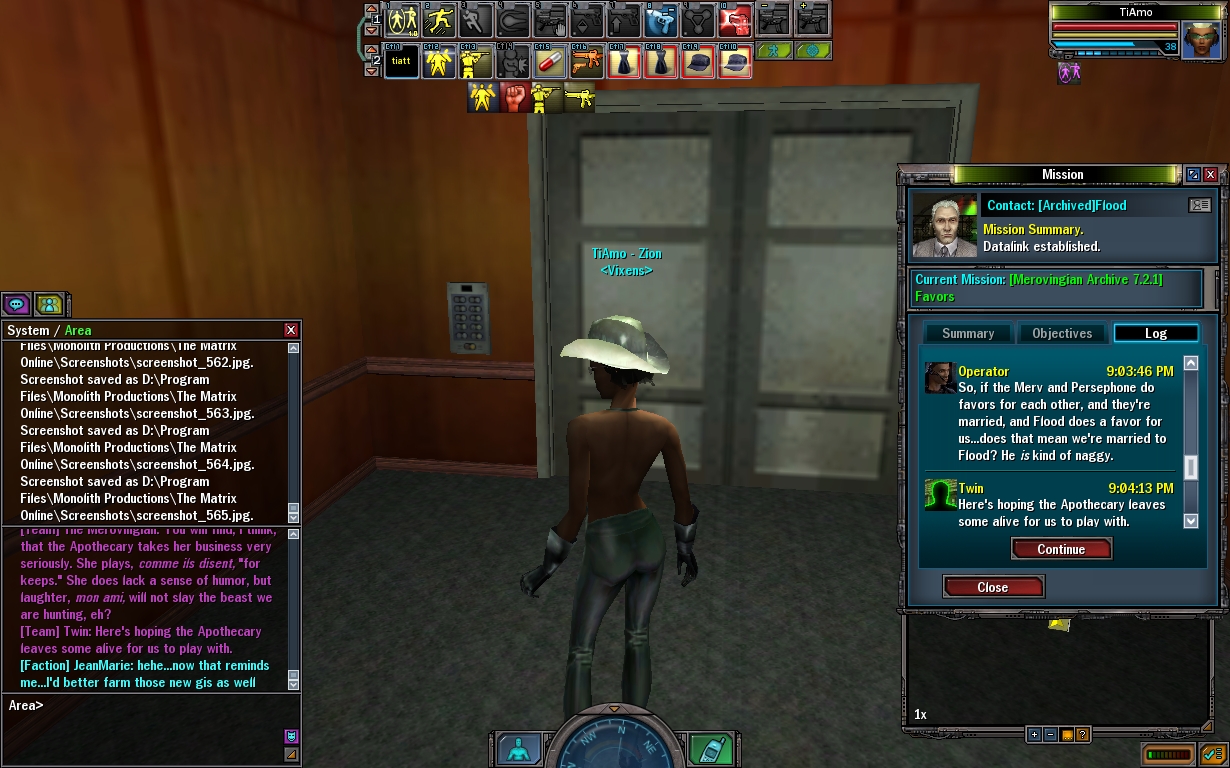 TiAmo
38
1
1.0
2
tiatt
TiAmo - Zion
<Vixens>
Mission
Contact: [Archived]Flood
Mission Summary.
Datalink established.
Current Mission: [Merovingian Archive 7.2.1]
Favors
Summary
Objectives
Log
Operator
9:03:46 PM
So, if the Merv and Persephone do
favors for each other, and they're
married, and Flood does a favor for
us...does that mean we're married to
Flood? He is kind of naggy.
Twin
9:04:13 PM
Here's hoping the Apothecary leaves
some alive for us to play with.
Continue
Close
1x
System / Area
Files\Monolith Productions\The Matrix
Online\Screenshots\screenshot_562.jpg.
Screenshot saved as D:\Program
Files\Monolith Productions\The Matrix
Online\Screenshots\screenshot_563.jpg.
Screenshot saved as D:\Program
Files\Monolith Productions\The Matrix
Online\Screenshots\screenshot_564.jpg.
Screenshot saved as D:\Program
Files\Monolith Productions\The Matrix
Online\Screenshots\screenshot_565.jpg.
[Team] The Merovingian: You will find, I think,
that the Apothecary takes her business very
seriously. She plays, comme iis disent, "for
keeps." She does lack a sense of humor, but
laughter, mon ami, will not slay the beast we
are hunting, eh?
[Team] Twin: Here's hoping the Apothecary
leaves some alive for us to play with.
[Faction] JeanMarie: hehe...now that reminds
me...I'd better farm those new gis as well
Area>
NW
N
NE